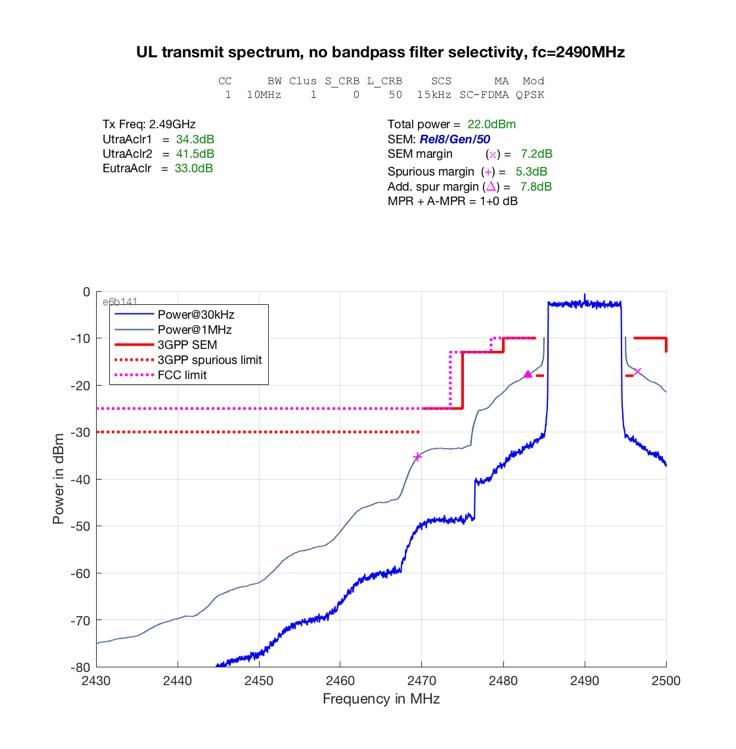 UL transmit spectrum, no bandpass filter selectivity, fc=2490MHz
CC BW Clus S_CRB L_CRB SCS MA Mod
1 10MHz 1 0 50 15kHz SC-FDMA QPSK
Tx Freq: 2.49GHz
UtraAclr1 = 34.3dB
UtraAclr2 = 41.5dB
EutraAclr = 33.0dB
Total power = 22.0dBm
SEM: Rel8/Gen/50
SEM margin (x) = 7.2dB
Spurious margin (+) = 5.3dB
Add. spur margin (Δ) = 7.8dB
MPR + A-MPR = 1+0 dB
e6b141
Power@30kHz
Power@1MHz
3GPP SEM
3GPP spurious limit
FCC limit
0
-10
-20
-30
-40
-50
-60
-70
-80
Power in dBm
2430 2440 2450 2460 2470 2480 2490 2500
Frequency in MHz